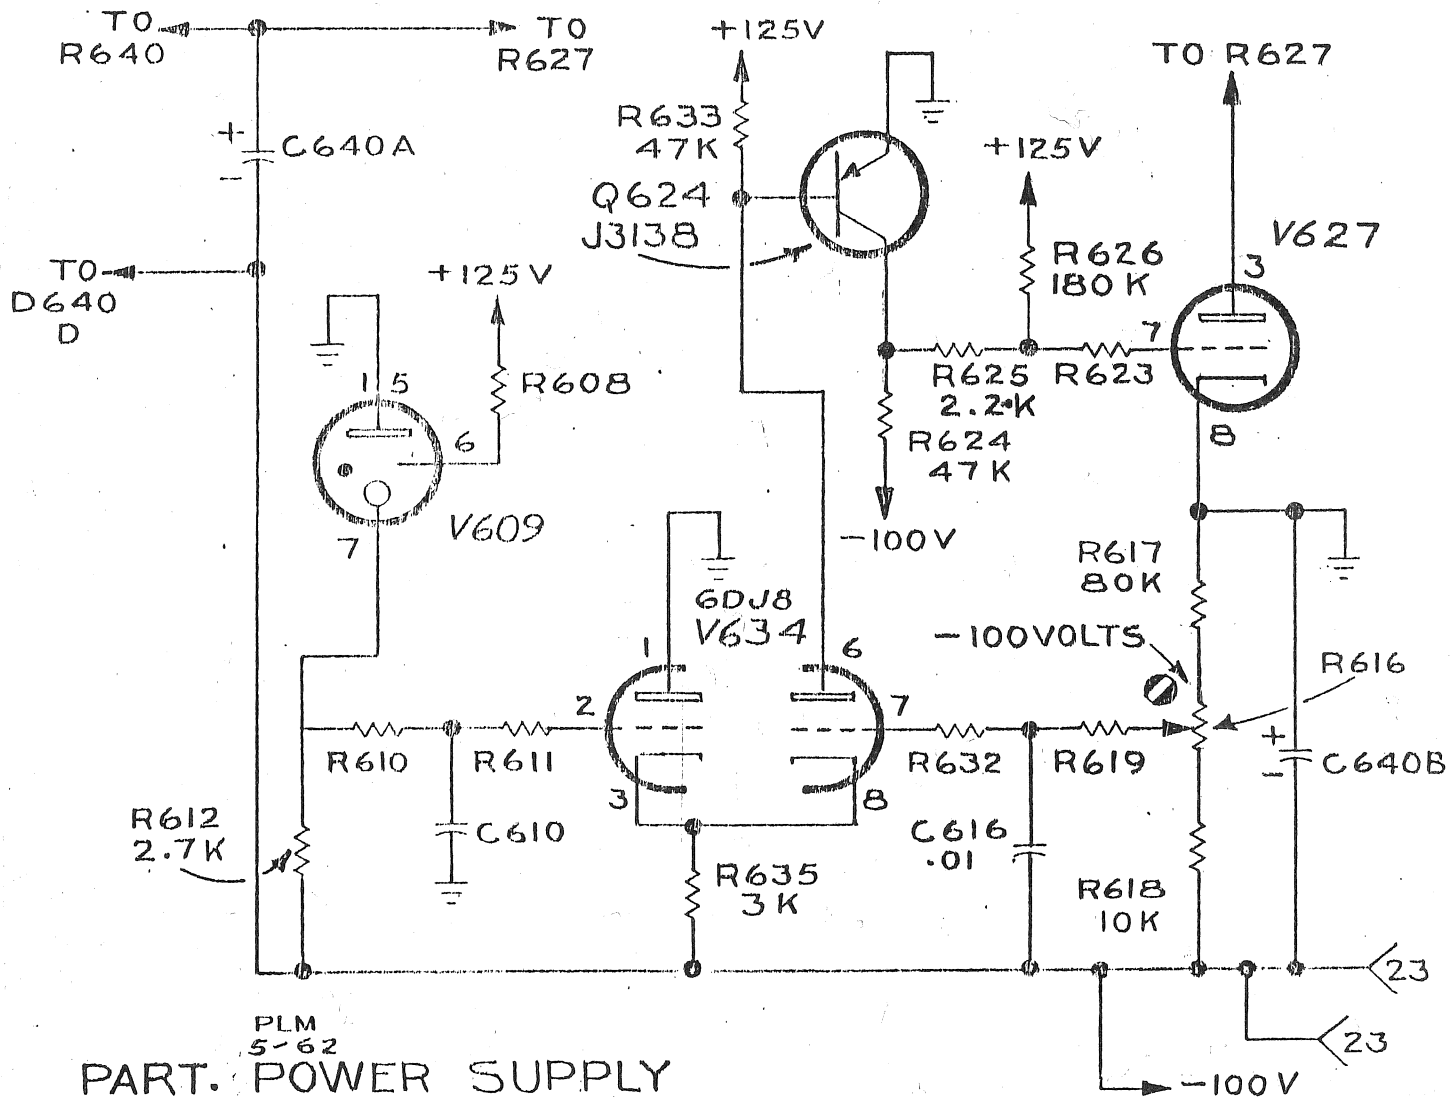 TO
R640
TO
R627
+125V
TO R627
+
C640A
-
R633
47K
+125V
Q624
J3138
V627
3
TO
D640
D
+125V
R626
180K
7
1 5
R608
R625
2.2K
R623
6
R624
47K
8
V609
7
-100V
R617
80K
6DJ8
V634
-100VOLTS
R616
1
6
2
7
R610
R611
R632
R619
+
-
C640B
3
8
R612
2.7K
C610
C616
.01
R635
3K
R618
10K
23
23
-100V
PLM
5-62
PART. POWER SUPPLY